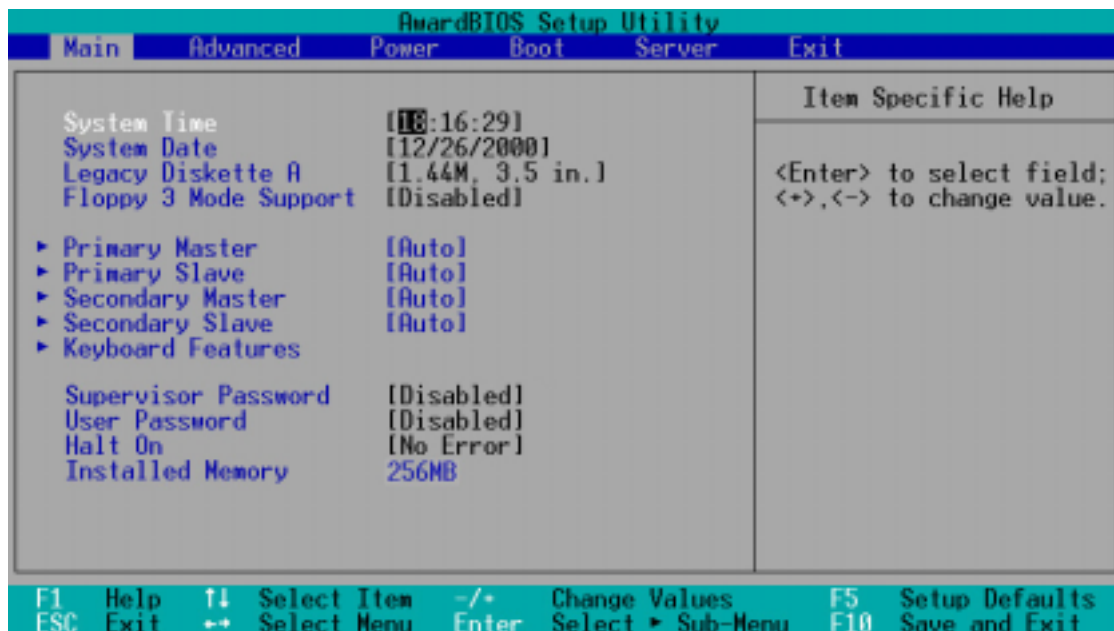 AwardBIOS Setup Utility
Main Advanced Power Boot Server Exit
Item Specific Help
System Time [18:16:29]
System Date [12/26/2000]
Legacy Diskette A [1.44M, 3.5 in.]
Floppy 3 Mode Support [Disabled]
<Enter> to select field;
<+>,<-> to change value.
▸ Primary Master [Auto]
▸ Primary Slave [Auto]
▸ Secondary Master [Auto]
▸ Secondary Slave [Auto]
▸ Keyboard Features
Supervisor Password [Disabled]
User Password [Disabled]
Halt On [No Error]
Installed Memory 256MB
F1 Help ↑↓ Select Item -/+ Change Values F5 Setup Defaults
ESC Exit ←→ Select Menu Enter Select ▸ Sub-Menu F10 Save and Exit